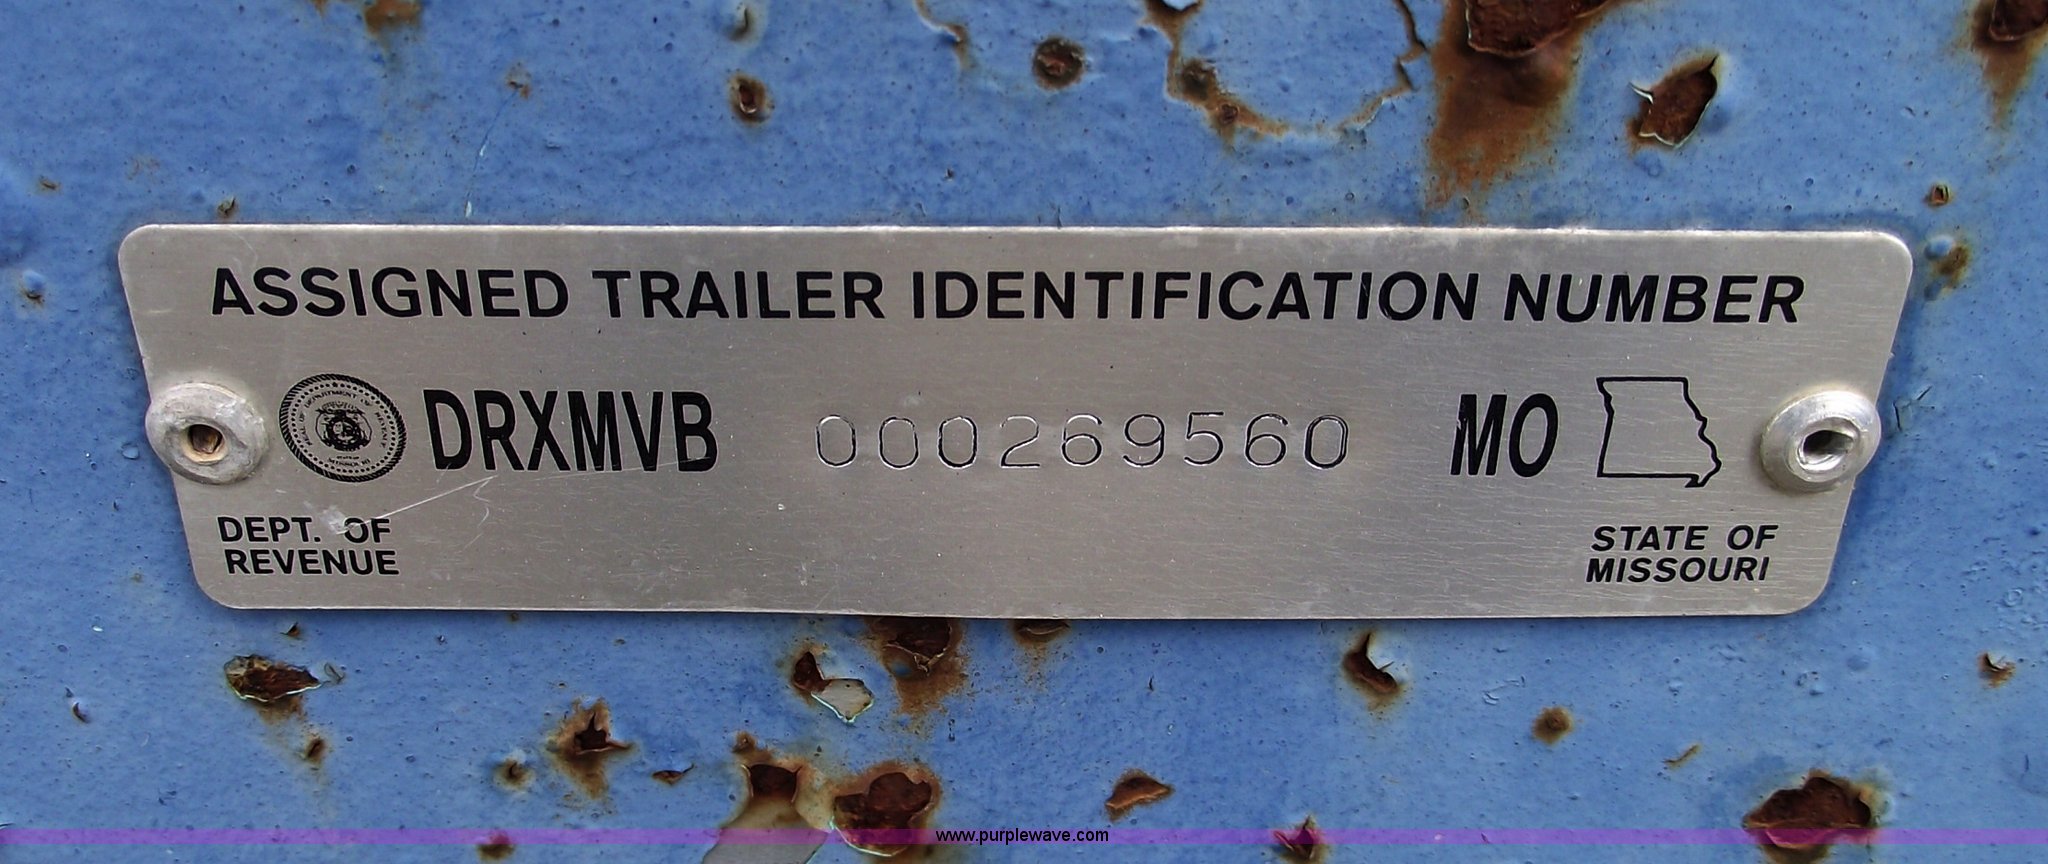 ASSIGNED TRAILER IDENTIFICATION NUMBER
DRXMVB 000269560 MO
DEPT. OF
REVENUE
STATE OF
MISSOURI
www.purplewave.com